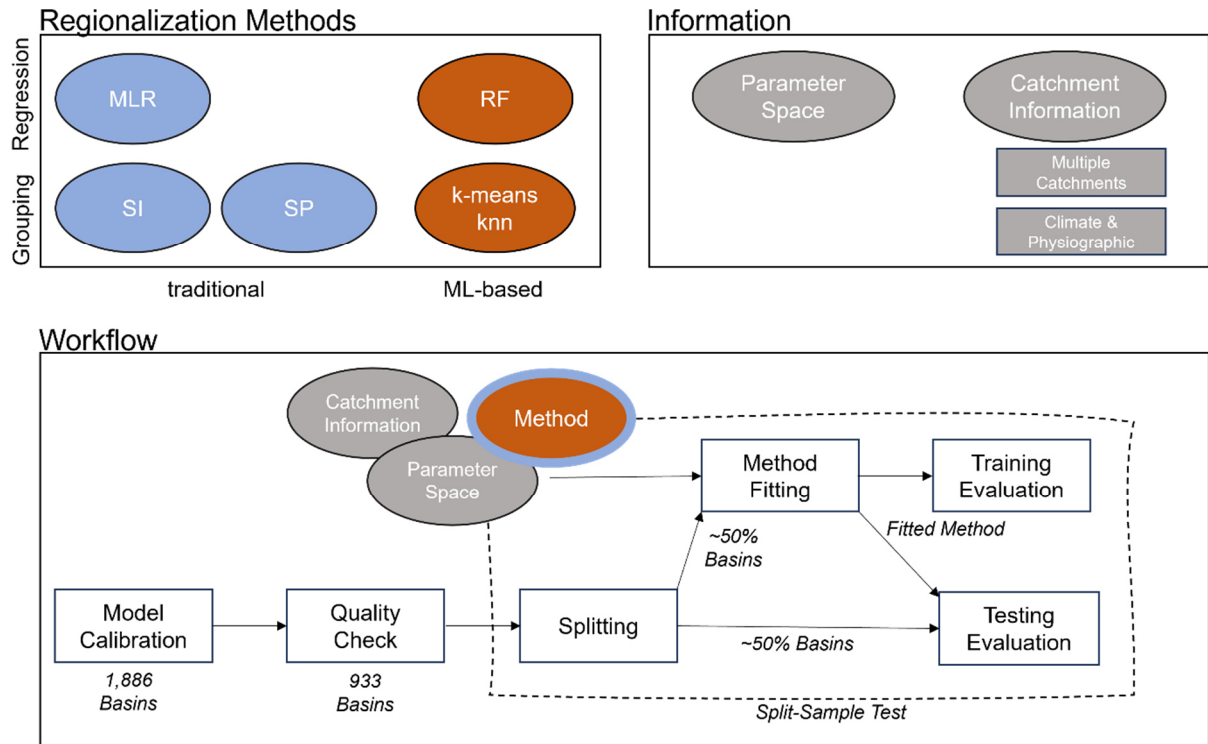 Regionalization Methods
Regression
Grouping
MLR
RF
SI
SP
k-means
knn
traditional
ML-based
Information
Parameter
Space
Catchment
Information
Multiple
Catchments
Climate &
Physiographic
Workflow
Catchment
Information
Parameter
Space
Method
Method
Fitting
Training
Evaluation
~50%
Basins
Fitted Method
Model
Calibration
Quality
Check
Splitting
~50% Basins
Testing
Evaluation
1,886
Basins
933
Basins
Split-Sample Test